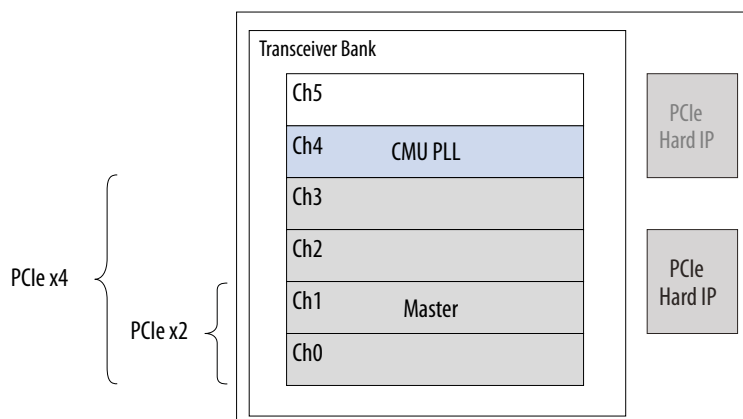 Transceiver Bank
Ch5
PCIe
Hard IP
Ch4 CMU PLL
Ch3
Ch2
PCIe
Hard IP
PCIe x4
Ch1 Master
PCIe x2
Ch0